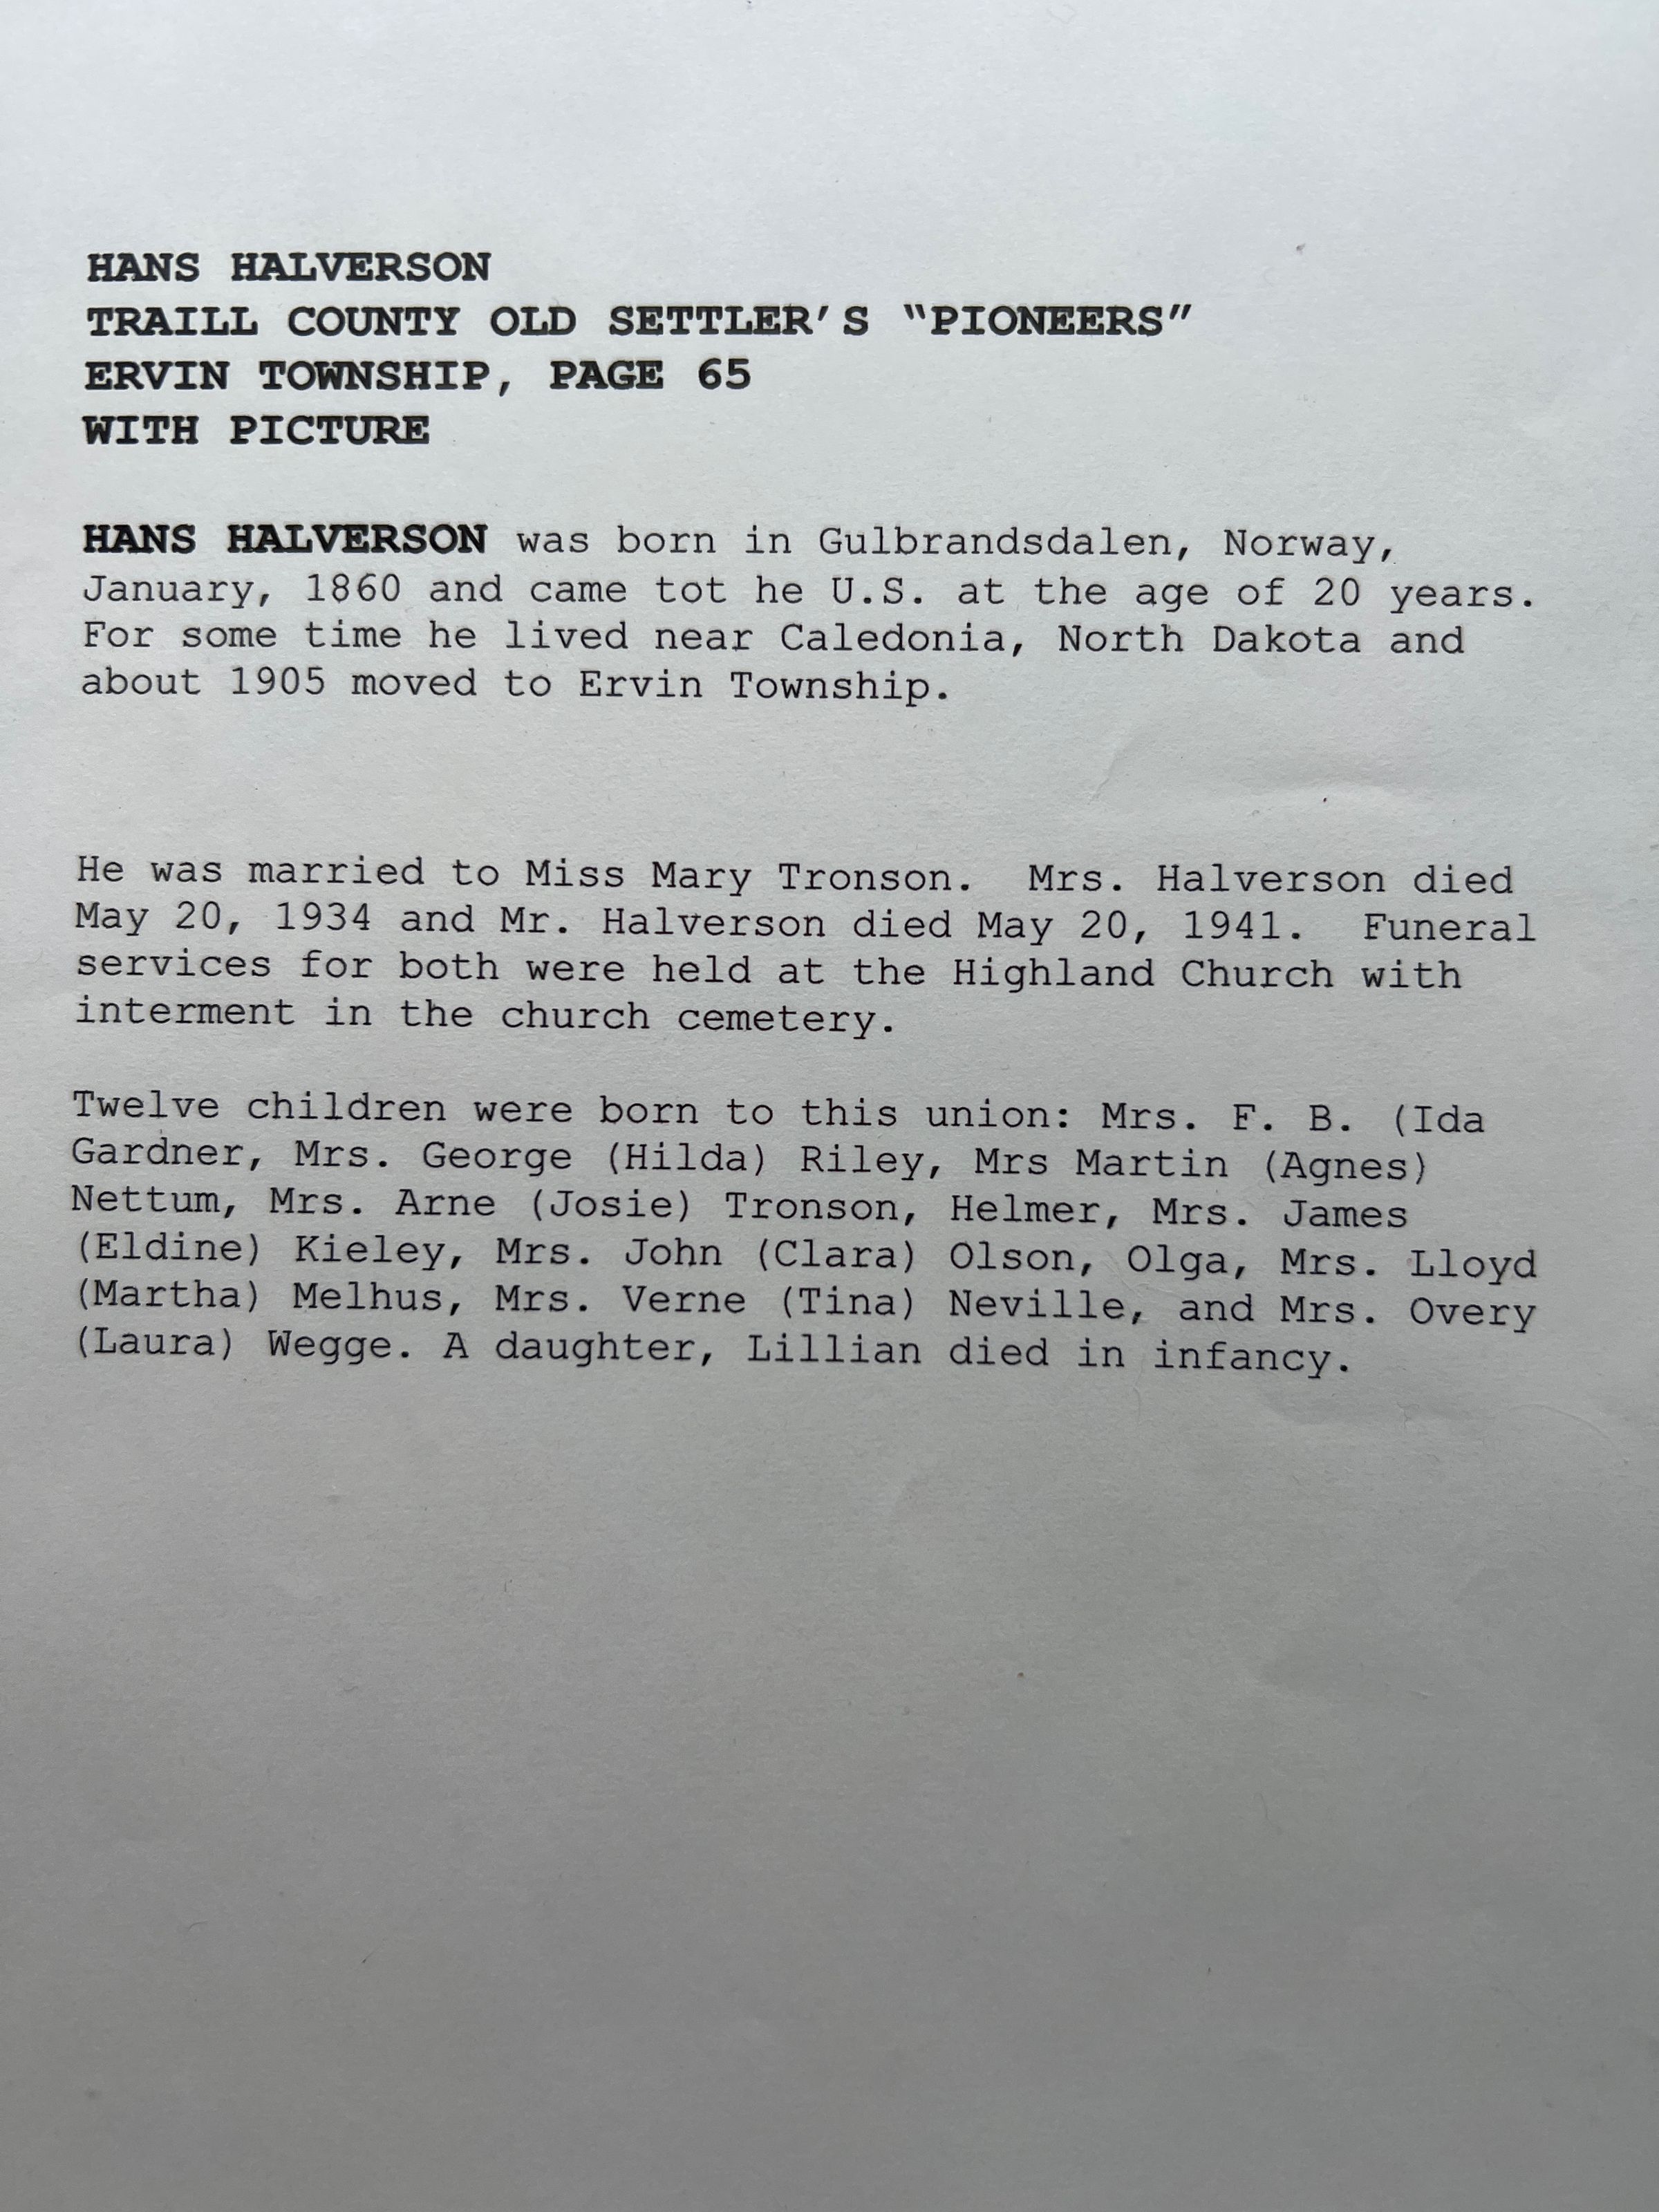 HANS HALVERSON
TRAILL COUNTY OLD SETTLER'S “PIONEERS”
ERVIN TOWNSHIP, PAGE 65
WITH PICTURE
HANS HALVERSON was born in Gulbrandsdalen, Norway,
January, 1860 and came tot he U.S. at the age of 20 years.
For some time he lived near Caledonia, North Dakota and
about 1905 moved to Ervin Township.
He was married to Miss Mary Tronson.  Mrs. Halverson died
May 20, 1934 and Mr. Halverson died May 20, 1941.  Funeral
services for both were held at the Highland Church with
interment in the church cemetery.
Twelve children were born to this union: Mrs. F. B. (Ida
Gardner, Mrs. George (Hilda) Riley, Mrs Martin (Agnes)
Nettum, Mrs. Arne (Josie) Tronson, Helmer, Mrs. James
(Eldine) Kieley, Mrs. John (Clara) Olson, Olga, Mrs. Lloyd
(Martha) Melhus, Mrs. Verne (Tina) Neville, and Mrs. Overy
(Laura) Wegge. A daughter, Lillian died in infancy.